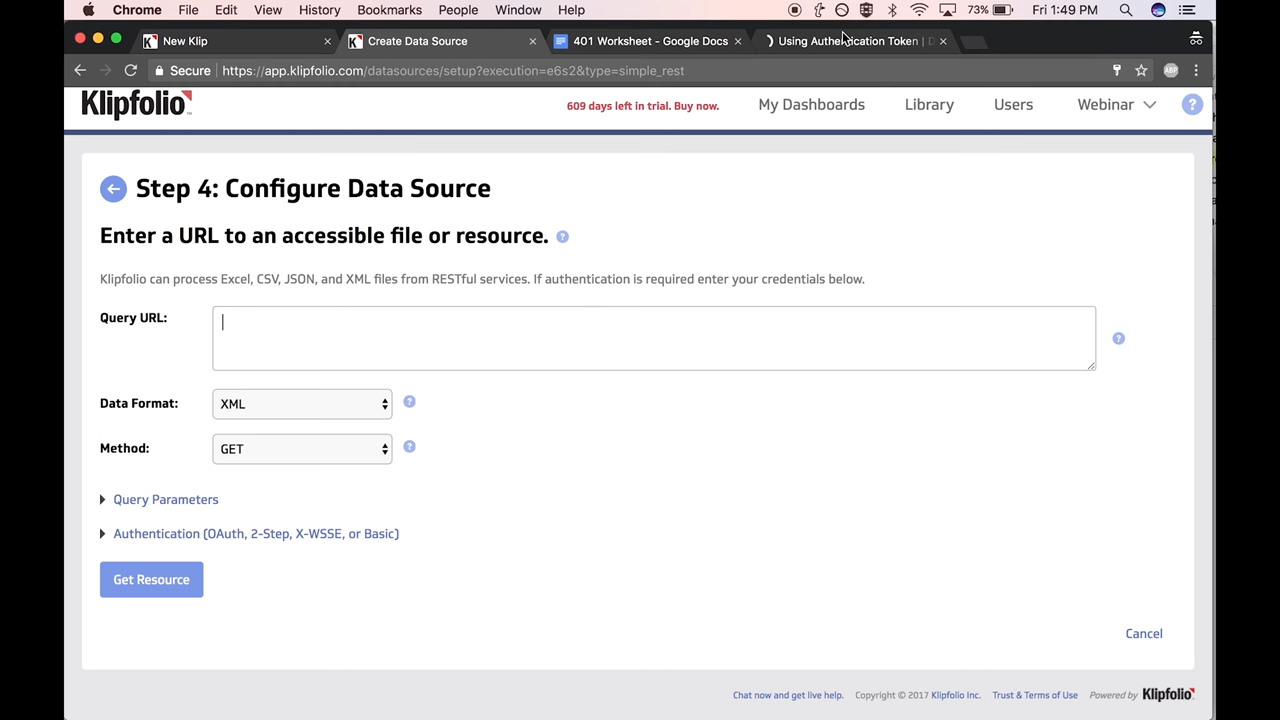 Chrome File Edit View History Bookmarks People Window Help 73% Fri 1:49 PM
New Klip Create Data Source 401 Worksheet - Google Docs Using Authentication Token |
Secure https://app.klipfolio.com/datasources/setup?execution=e6s2&type=simple_rest ABP
Klipfolio 609 days left in trial. Buy now. My Dashboards Library Users Webinar ?
Step 4: Configure Data Source
Enter a URL to an accessible file or resource. ?
Klipfolio can process Excel, CSV, JSON, and XML files from RESTful services. If authentication is required enter your credentials below.
Query URL: ?
Data Format: XML ?
Method: GET ?
Query Parameters
Authentication (OAuth, 2-Step, X-WSSE, or Basic)
Get Resource
Cancel
Chat now and get live help. Copyright © 2017 Klipfolio Inc. Trust & Terms of Use Powered by Klipfolio